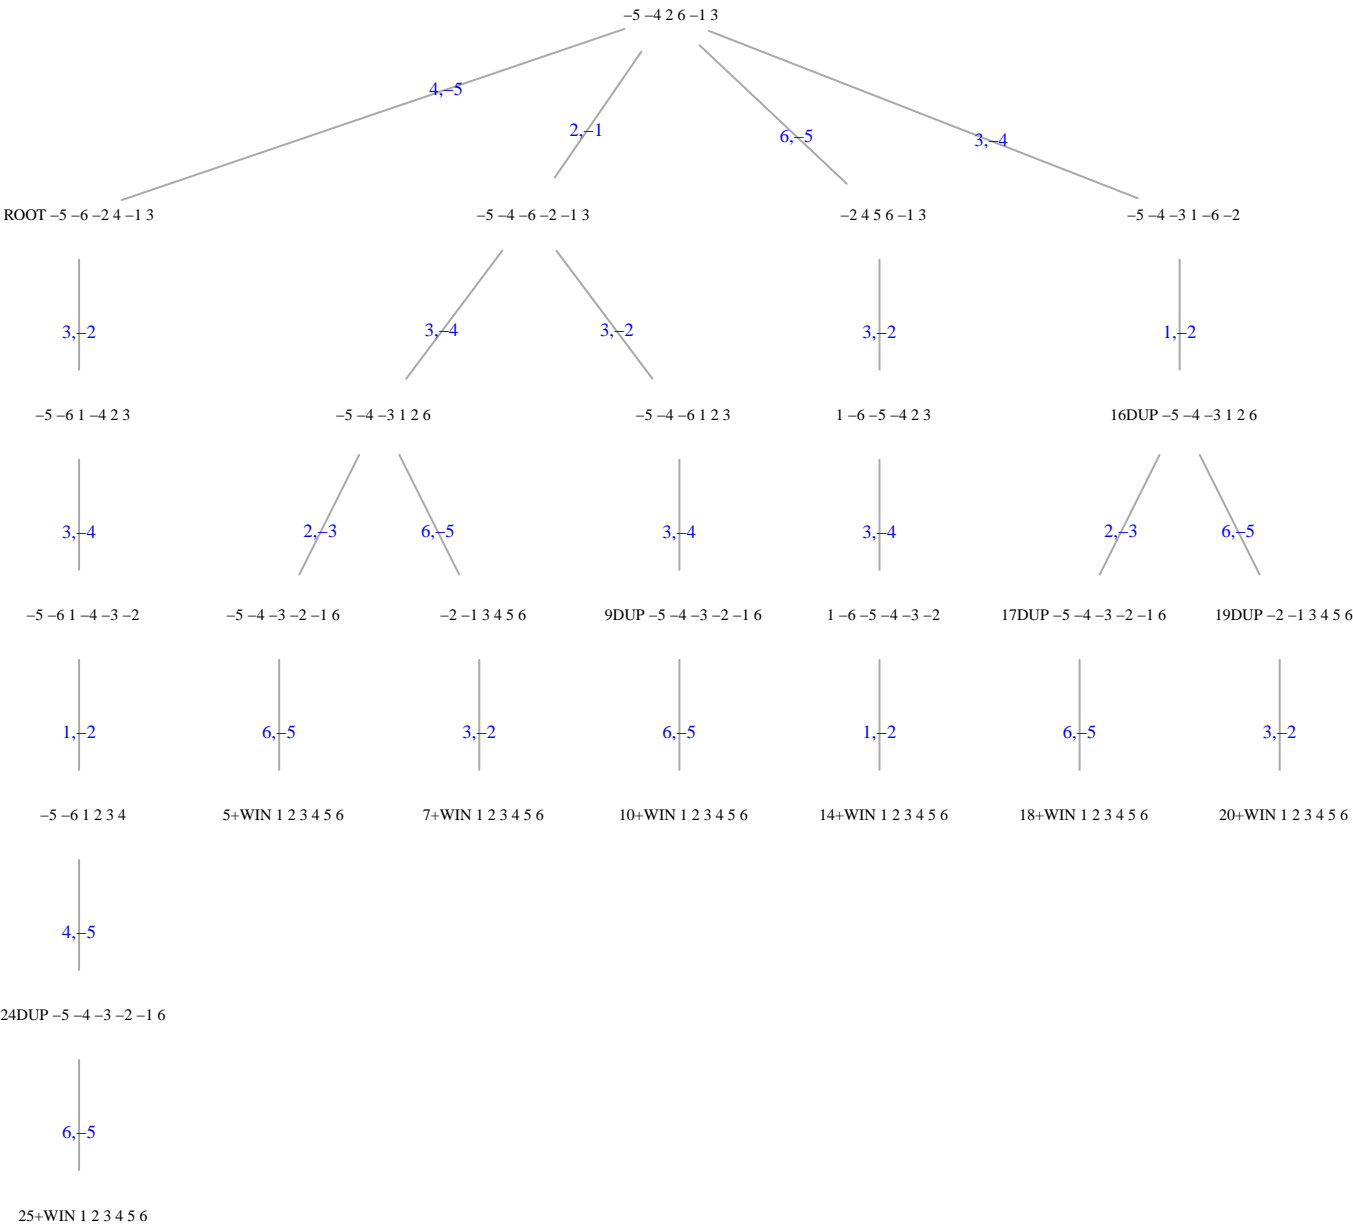 –5 –4 2 6 –1 3
4,–5
2,–1
6,–5
3,–4
ROOT –5 –6 –2 4 –1 3
–5 –4 –6 –2 –1 3
–2 4 5 6 –1 3
–5 –4 –3 1 –6 –2
3,–2
3,–4
3,–2
3,–2
1,–2
–5 –6 1 –4 2 3
–5 –4 –3 1 2 6
–5 –4 –6 1 2 3
1 –6 –5 –4 2 3
16DUP –5 –4 –3 1 2 6
3,–4
2,–3
6,–5
3,–4
3,–4
2,–3
6,–5
–5 –6 1 –4 –3 –2
–5 –4 –3 –2 –1 6
–2 –1 3 4 5 6
9DUP –5 –4 –3 –2 –1 6
1 –6 –5 –4 –3 –2
17DUP –5 –4 –3 –2 –1 6
19DUP –2 –1 3 4 5 6
1,–2
6,–5
3,–2
6,–5
1,–2
6,–5
3,–2
–5 –6 1 2 3 4
5+WIN 1 2 3 4 5 6
7+WIN 1 2 3 4 5 6
10+WIN 1 2 3 4 5 6
14+WIN 1 2 3 4 5 6
18+WIN 1 2 3 4 5 6
20+WIN 1 2 3 4 5 6
4,–5
24DUP –5 –4 –3 –2 –1 6
6,–5
25+WIN 1 2 3 4 5 6